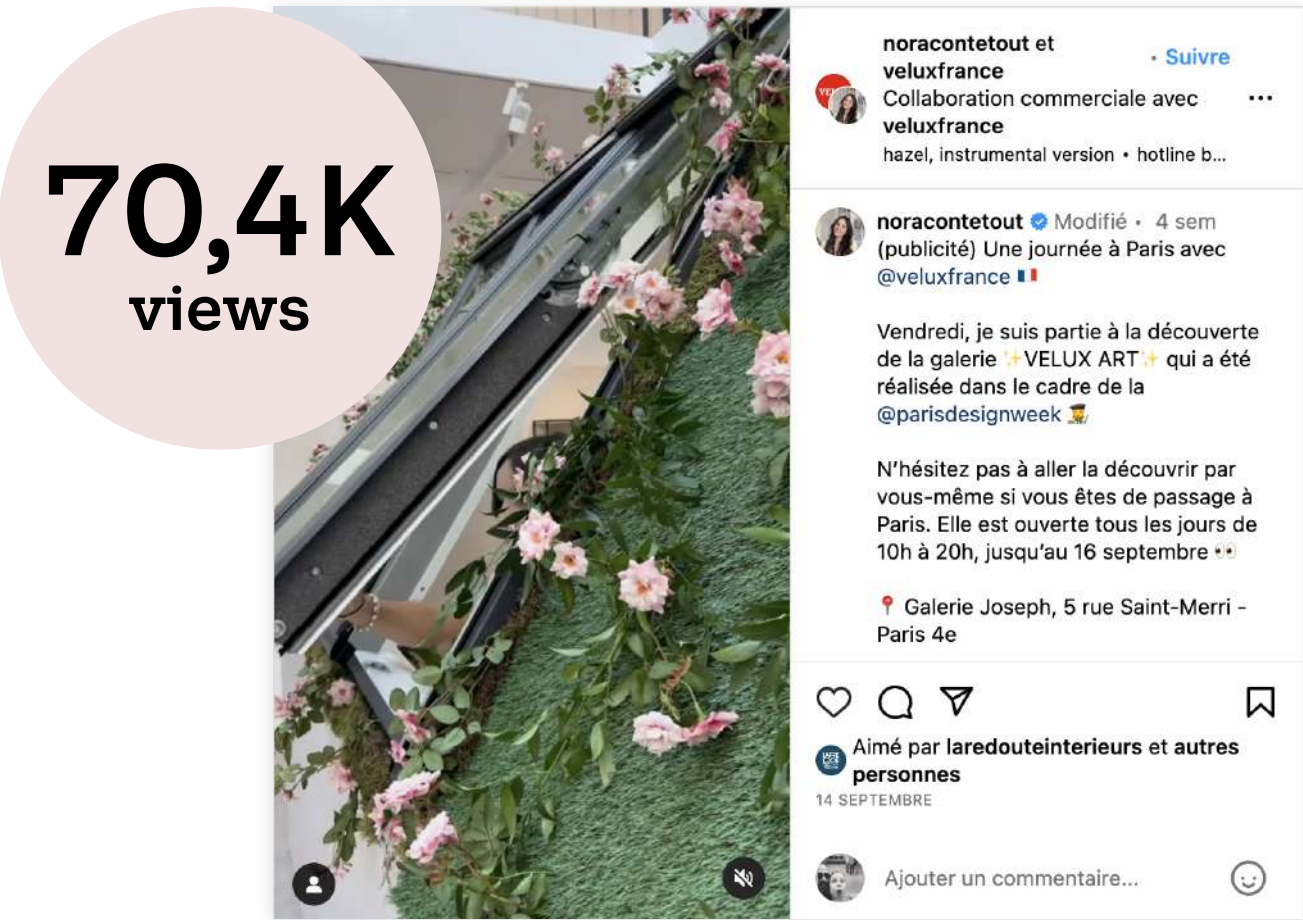 70,4K
views
noracontetout et
veluxfrance
• Suivre
Collaboration commerciale avec
veluxfrance
hazel, instrumental version • hotline b...
noracontetout Modifié • 4 sem
(publicité) Une journée à Paris avec
@veluxfrance 🇫🇷
Vendredi, je suis partie à la découverte
de la galerie ✨VELUX ART✨ qui a été
réalisée dans le cadre de la
@parisdesignweek 👩‍🎨
N'hésitez pas à aller la découvrir par
vous-même si vous êtes de passage à
Paris. Elle est ouverte tous les jours de
10h à 20h, jusqu'au 16 septembre 👀
📍 Galerie Joseph, 5 rue Saint-Merri -
Paris 4e
Aimé par laredouteinterieurs et autres
personnes
14 SEPTEMBRE
Ajouter un commentaire...